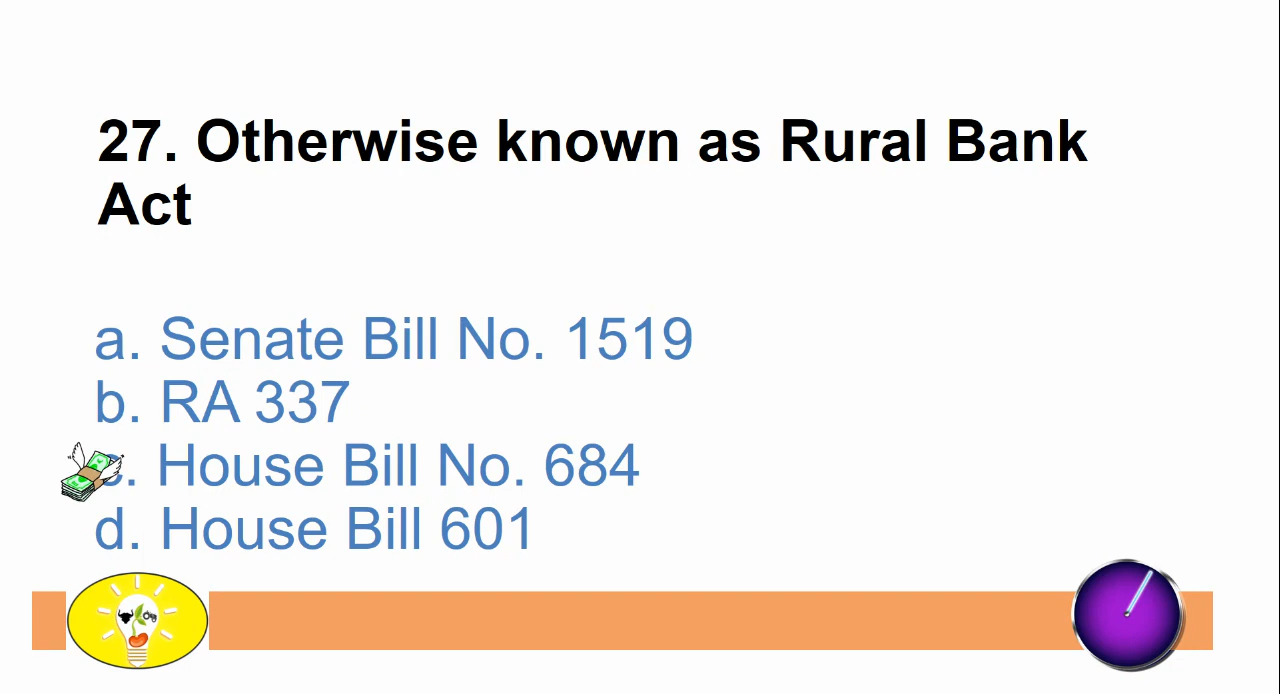 27. Otherwise known as Rural Bank
Act
a. Senate Bill No. 1519
b. RA 337
c. House Bill No. 684
d. House Bill 601